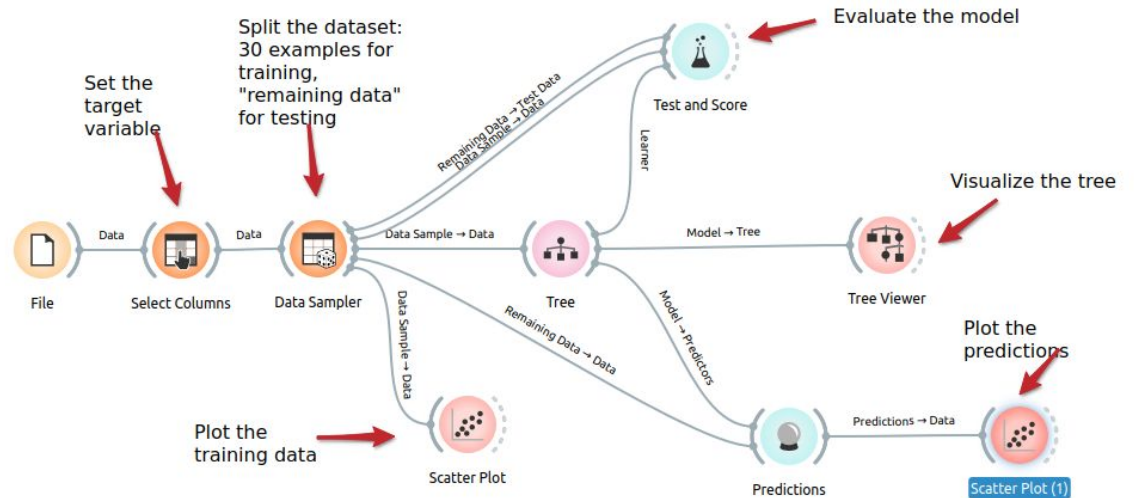 Evaluate the model
Split the dataset:
30 examples for
training,
"remaining data"
for testing
Set the
target
variable
Remaining Data → Test Data
Data Sample → Data
Test and Score
Learner
Visualize the tree
Data
Data
Data Sample → Data
Model → Tree
File
Select Columns
Data Sampler
Tree
Tree Viewer
Data Sample → Data
Remaining Data → Data
Model → Predictors
Plot the
predictions
Plot the
training data
Scatter Plot
Predictions → Data
Predictions
Scatter Plot (1)